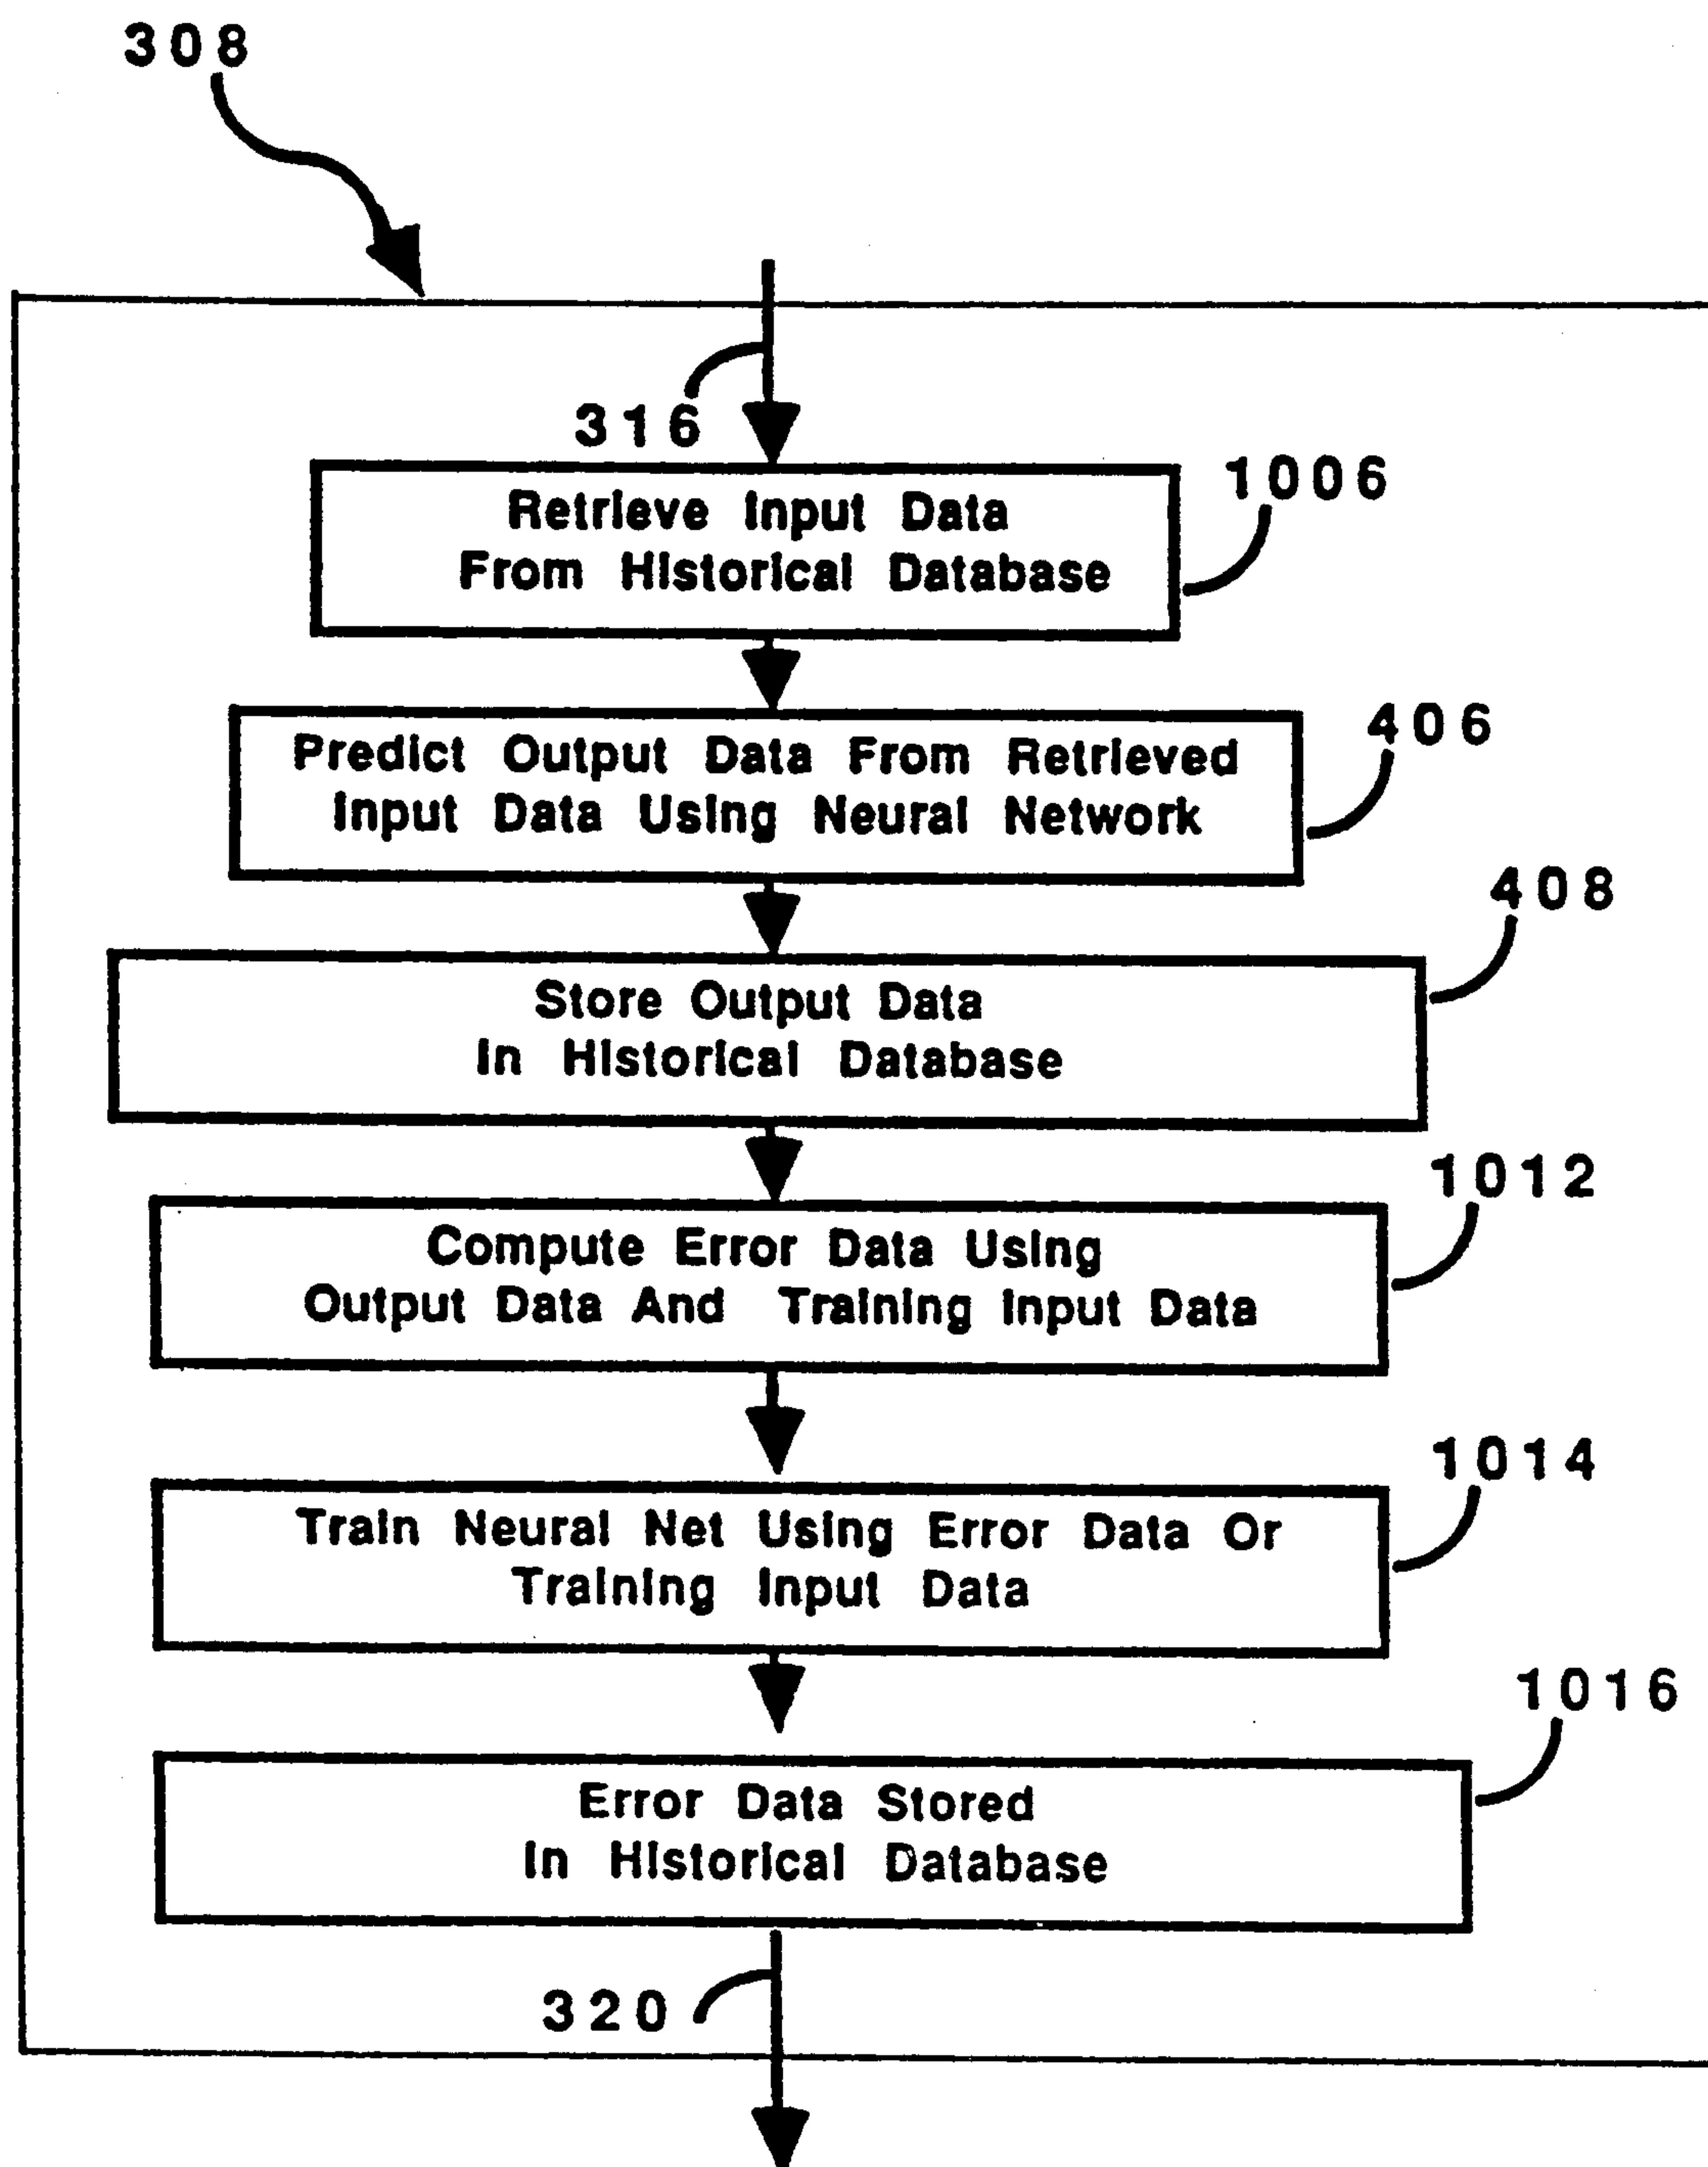 308
316
1006
Retrieve Input Data
From Historical Database
406
Predict Output Data From Retrieved
Input Data Using Neural Network
408
Store Output Data
In Historical Database
1012
Compute Error Data Using
Output Data And Training Input Data
1014
Train Neural Net Using Error Data Or
Training Input Data
1016
Error Data Stored
In Historical Database
320